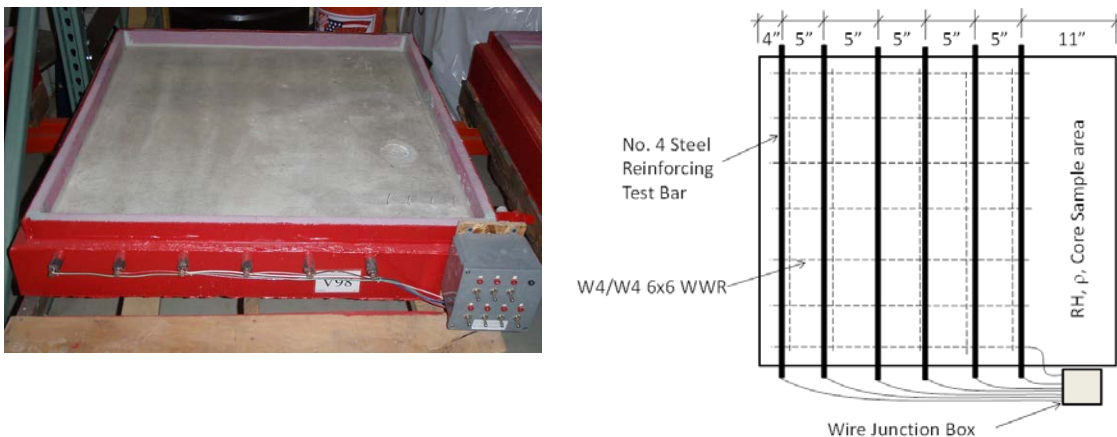 4" 5" 5" 5" 5" 5" 11"
No. 4 Steel
Reinforcing
Test Bar
W4/W4 6x6 WWR
RH, ρ, Core Sample area
Wire Junction Box